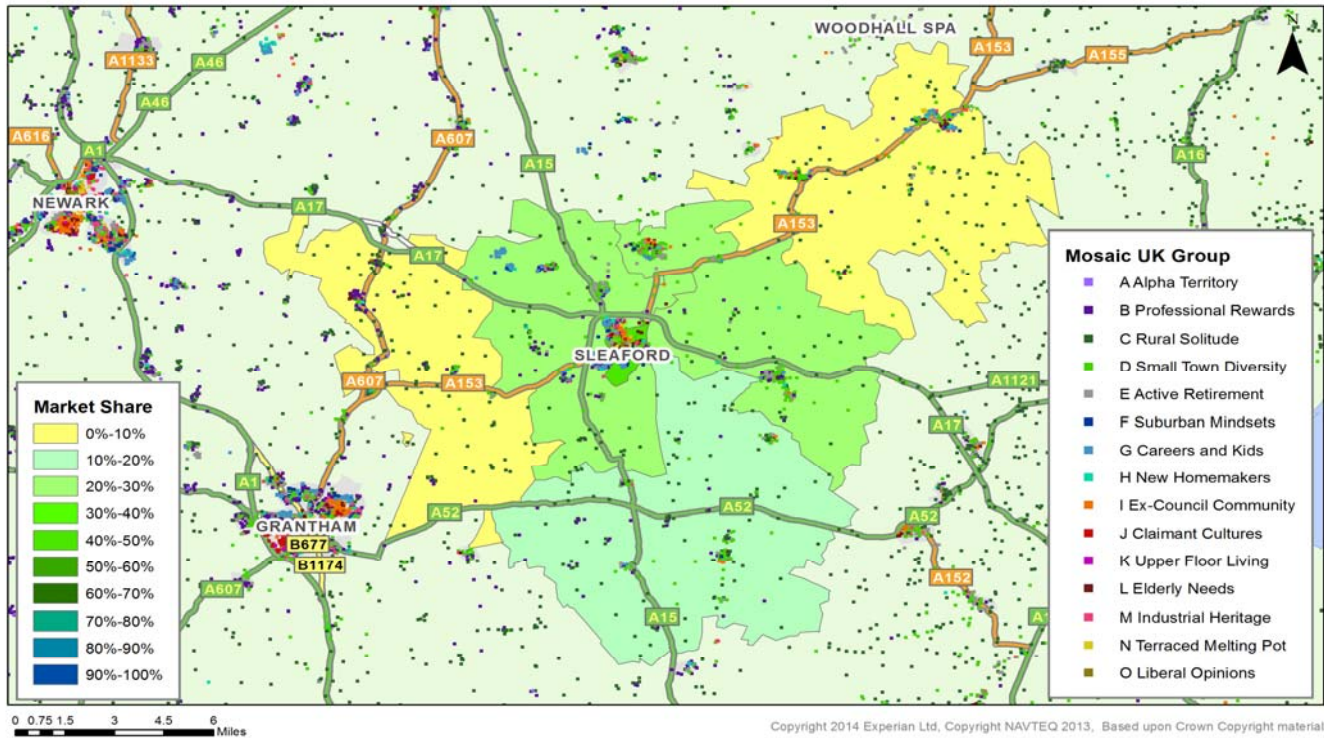 WOODHALL SPA
N
A153
A155
A46
A1133
A46
A616
A1
A607
A15
A16
NEWARK
A17
A153
A17
SLEAFORD
A607
A153
A1121
A17
A1
A52
A52
A52
GRANTHAM
B677
B1174
A607
A152
A15
A1
Market Share
0%-10%
10%-20%
20%-30%
30%-40%
40%-50%
50%-60%
60%-70%
70%-80%
80%-90%
90%-100%
Mosaic UK Group
A Alpha Territory
B Professional Rewards
C Rural Solitude
D Small Town Diversity
E Active Retirement
F Suburban Mindsets
G Careers and Kids
H New Homemakers
I Ex-Council Community
J Claimant Cultures
K Upper Floor Living
L Elderly Needs
M Industrial Heritage
N Terraced Melting Pot
O Liberal Opinions
0 0.75 1.5 3 4.5 6
Miles
Copyright 2014 Experian Ltd, Copyright NAVTEQ 2013, Based upon Crown Copyright material